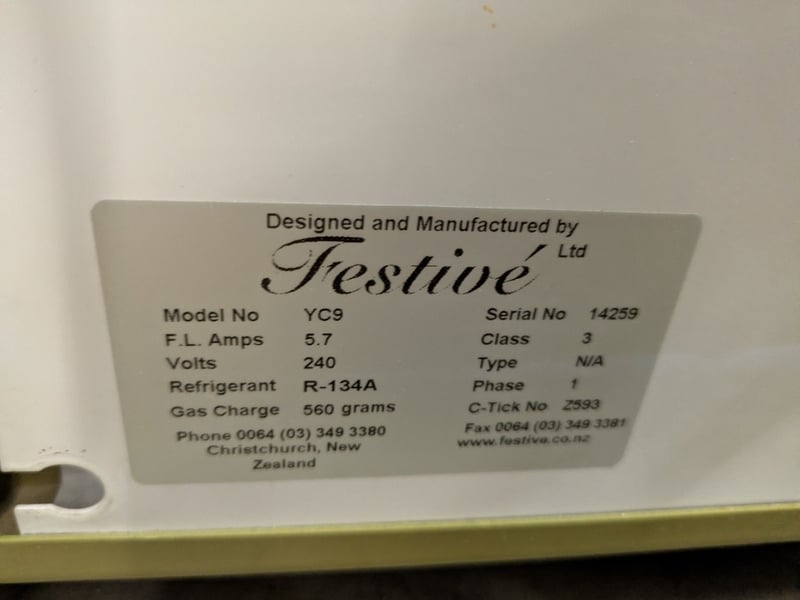 Designed and Manufactured by
Festivé Ltd
Model No YC9 Serial No 14259
F.L. Amps 5.7 Class 3
Volts 240 Type N/A
Refrigerant R-134A Phase 1
Gas Charge 560 grams C-Tick No Z593
Phone 0064 (03) 349 3380 Fax 0064 (03) 349 3381
Christchurch, New www.festive.co.nz
Zealand